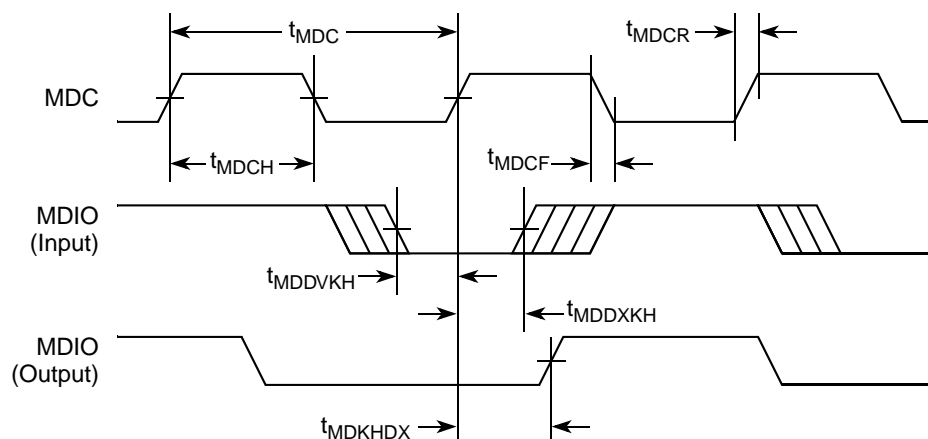 tMDC
tMDCR
MDC
tMDCH
tMDCF
MDIO
(Input)
tMDDVKH
tMDDXKH
MDIO
(Output)
tMDKHDX